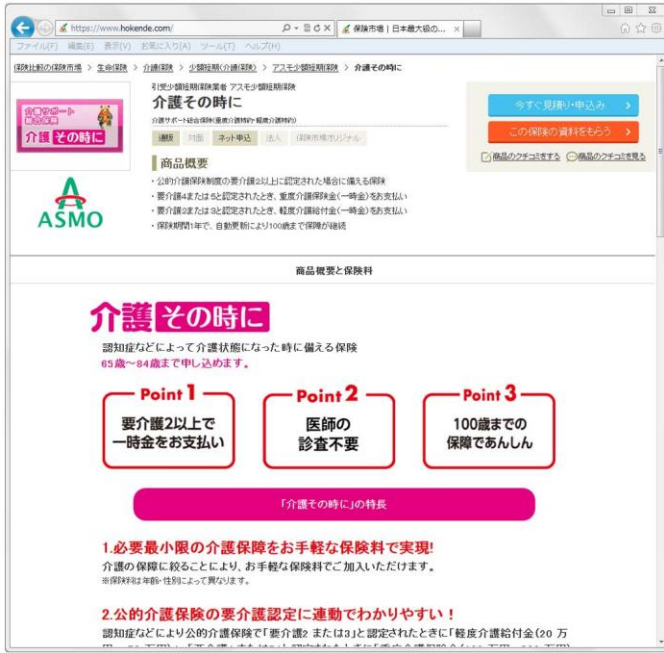 https://www.hokende.com/
保険市場 | 日本最大級の...
ファイル(F) 編集(E) 表示(V) お気に入り(A) ツール(T) ヘルプ(H)
保険比較の保険市場 > 生命保険 > 介護保険 > 少額短期(介護保険) > アスモ少額短期保険 > 介護その時に
引受少額短期保険業者 アスモ少額短期保険
介護その時に
介護サポート総合保険(重度介護特約・軽度介護特約)
介護サポート
総合保険
介護 その時に
通販 対面 ネット申込 法人 保険市場オリジナル
今すぐ見積り・申込み
この保険の資料をもらう
商品のクチコミをする 商品のクチコミを見る
商品概要
・公的介護保険制度の要介護2以上に認定された場合に備える保険
・要介護4または5と認定されたとき、重度介護保険金(一時金)をお支払い
・要介護2または3と認定されたとき、軽度介護給付金(一時金)をお支払い
・保険期間1年で、自動更新により100歳まで保障が継続
ASMO
商品概要と保険料
介護その時に
認知症などによって介護状態になった時に備える保険
65歳～84歳まで申し込めます。
Point 1
要介護2以上で
一時金をお支払い
Point 2
医師の
診査不要
Point 3
100歳までの
保障であんしん
「介護その時に」の特長
1.必要最小限の介護保障をお手軽な保険料で実現!
介護の保障に絞ることにより、お手軽な保険料でご加入いただけます。
※保険料は年齢・性別によって異なります。
2.公的介護保険の要介護認定に連動でわかりやすい！
認知症などにより公的介護保険で「要介護2 または3」と認定されたときに「軽度介護給付金(20 万